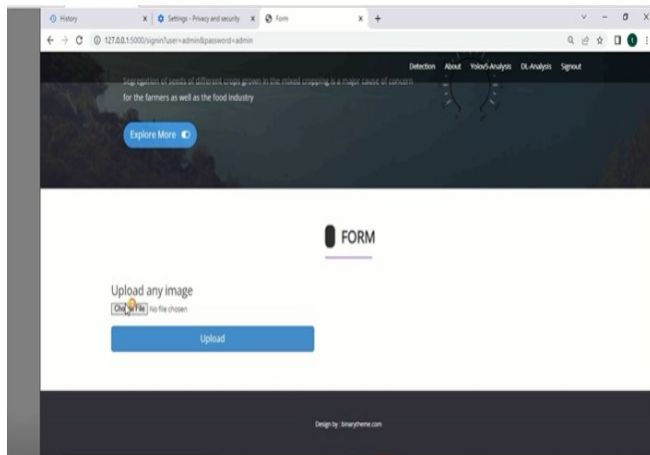 History
Settings - Privacy and security
Form
127.0.0.1:5000/signin?user=admin&password=admin
Detection About Yolov5-Analysis DL-Analysis Signout
Segregation of seeds of different crops grown in the mixed cropping is a major cause of concern
for the farmers as well as the food industry
Explore More
FORM
Upload any image
Choose File No file chosen
Upload
Design by : binarytheme.com